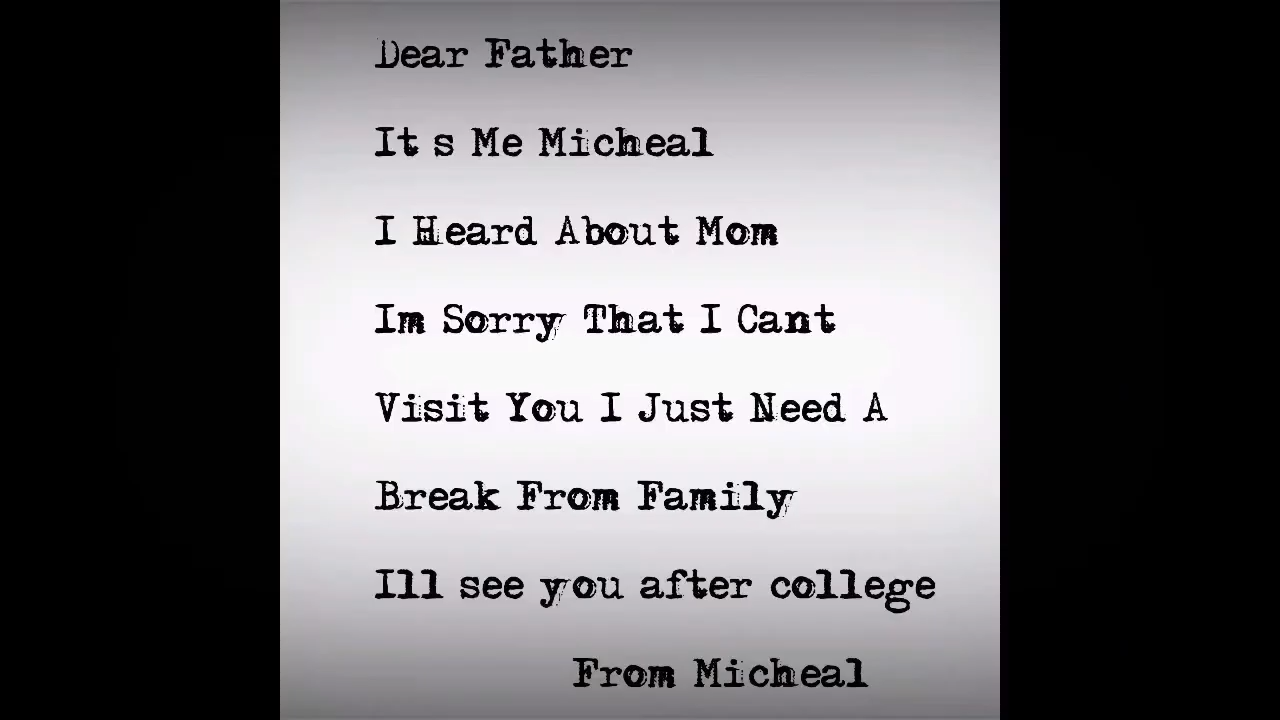 Dear Father
It s Me Micheal
I Heard About Mom
Im Sorry That I Cant
Visit You I Just Need A
Break From Family
Ill see you after college
From Micheal